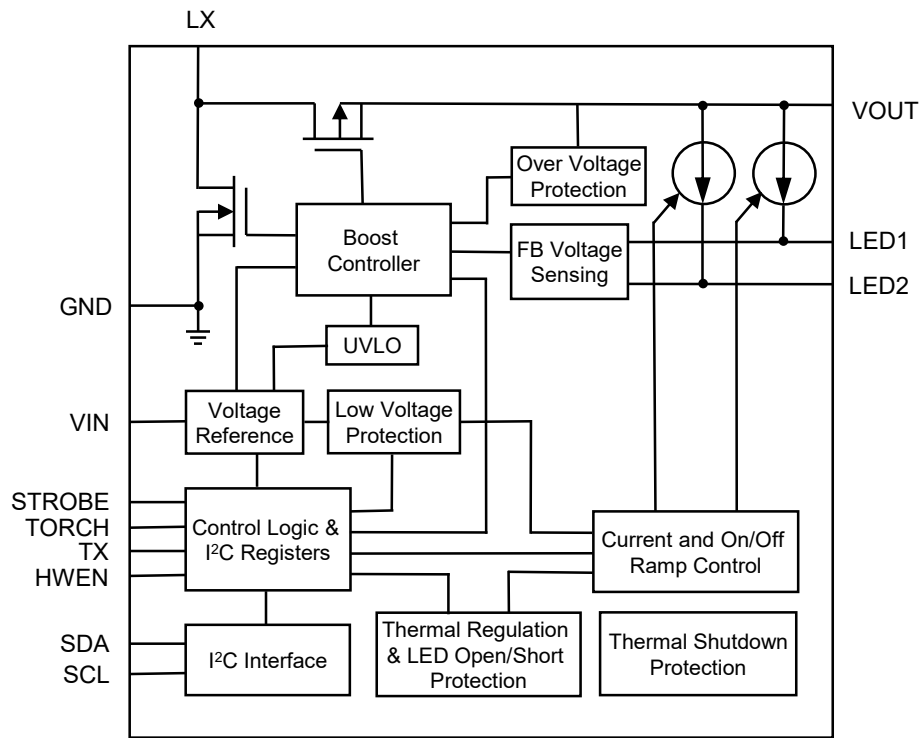 LX
VOUT
Over Voltage
Protection
Boost
Controller
FB Voltage
Sensing
LED1
LED2
GND
UVLO
VIN
Voltage
Reference
Low Voltage
Protection
STROBE
TORCH
TX
HWEN
Control Logic &
I²C Registers
Current and On/Off
Ramp Control
SDA
SCL
I²C Interface
Thermal Regulation
& LED Open/Short
Protection
Thermal Shutdown
Protection